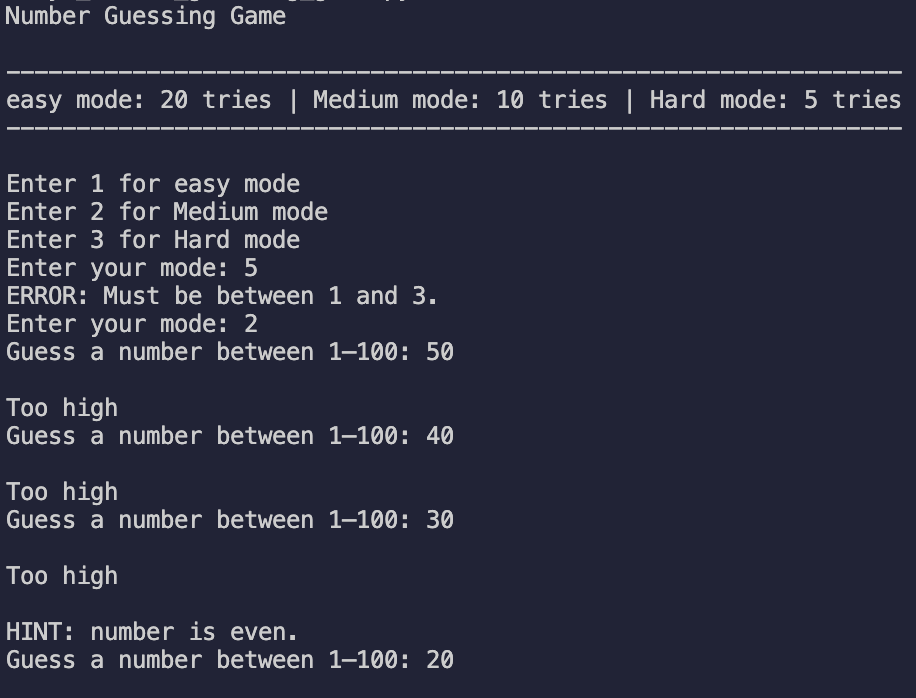 Number Guessing Game
----------------------------------------------------------------
easy mode: 20 tries | Medium mode: 10 tries | Hard mode: 5 tries
----------------------------------------------------------------
Enter 1 for easy mode
Enter 2 for Medium mode
Enter 3 for Hard mode
Enter your mode: 5
ERROR: Must be between 1 and 3.
Enter your mode: 2
Guess a number between 1-100: 50
Too high
Guess a number between 1-100: 40
Too high
Guess a number between 1-100: 30
Too high
HINT: number is even.
Guess a number between 1-100: 20